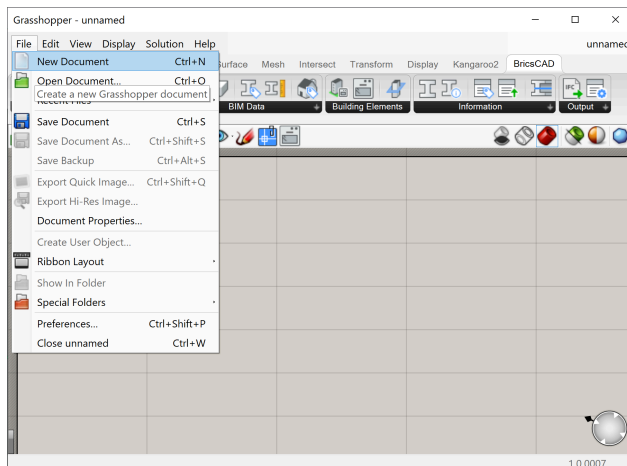 Grasshopper - unnamed
File Edit View Display Solution Help
unnamed
New Document Ctrl+N
Surface Mesh Intersect Transform Display Kangaroo2 BricsCAD
Open Document... Ctrl+O
Create a new Grasshopper document
Recent Files
BIM Data Building Elements Information Output
IFC
Save Document Ctrl+S
Save Document As... Ctrl+Shift+S
Save Backup Ctrl+Alt+S
Export Quick Image... Ctrl+Shift+Q
Export Hi-Res Image...
Document Properties...
Create User Object...
Ribbon Layout
Show In Folder
Special Folders
Preferences... Ctrl+Shift+P
Close unnamed Ctrl+W
1.0.0007